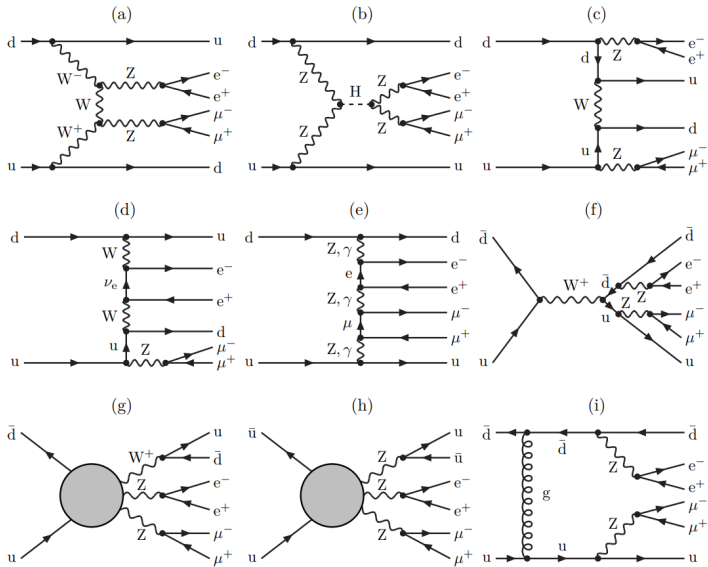 (a)
d
u
W−
Z
e−
e+
W
μ−
W+
Z
μ+
u
d
(b)
d
d
Z
e−
Z
e+
H
μ−
Z
Z
μ+
u
u
(c)
d
e−
Z
e+
d
u
W
d
u
Z
μ−
μ+
u
(d)
d
u
W
e−
νe
e+
W
d
u
Z
μ−
μ+
u
(e)
d
d
Z, γ
e−
e
e+
Z, γ
μ−
μ
μ+
Z, γ
u
u
(f)
d̄
d̄
e−
W+
d̄
Z
e+
Z
μ−
u
μ+
u
u
(g)
d̄
u
W+
d̄
Z
e−
e+
Z
μ−
μ+
u
(h)
ū
u
Z
ū
Z
e−
e+
Z
μ−
μ+
u
(i)
d̄
d̄
d̄
Z
e−
e+
g
μ−
Z
μ+
u
u
u